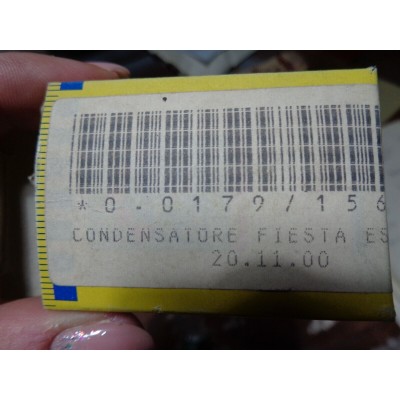 *0-0179/156
CONDENSATORE FIESTA ES
20.11.00